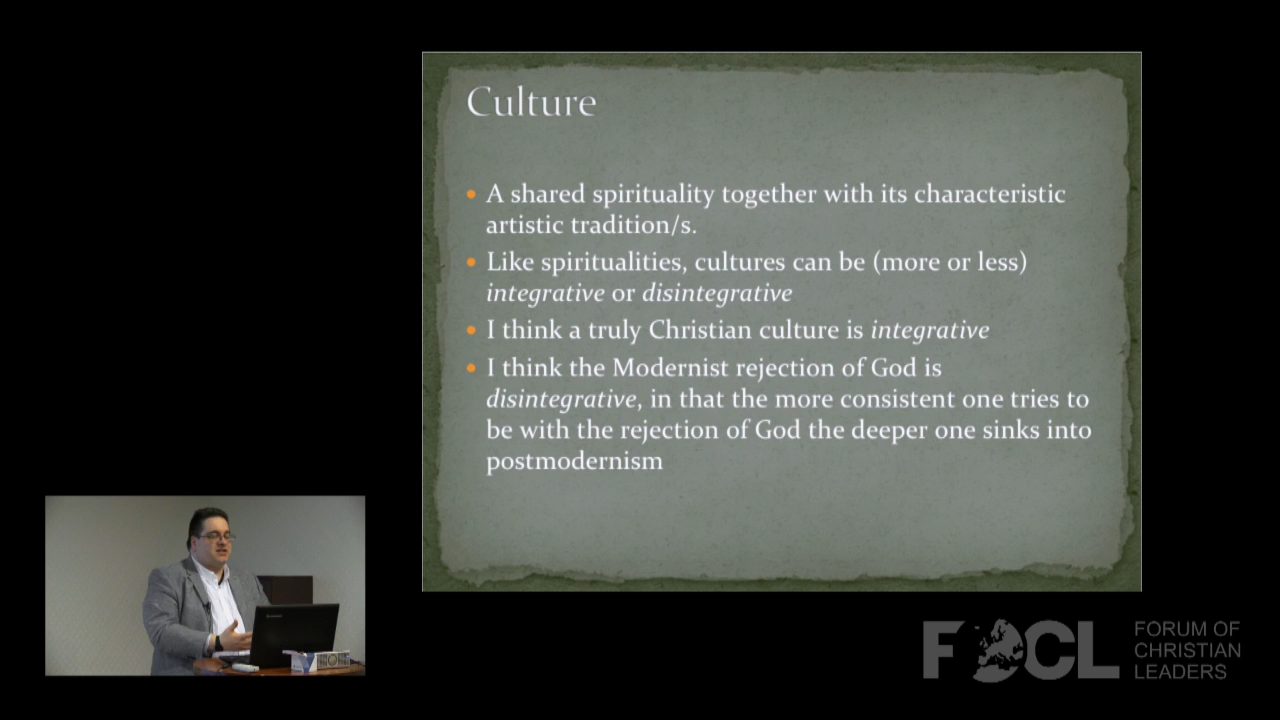 Culture
• A shared spirituality together with its characteristic
artistic tradition/s.
• Like spiritualities, cultures can be (more or less)
integrative or disintegrative
• I think a truly Christian culture is integrative
• I think the Modernist rejection of God is
disintegrative, in that the more consistent one tries to
be with the rejection of God the deeper one sinks into
postmodernism
FOCL
FORUM OF
CHRISTIAN
LEADERS